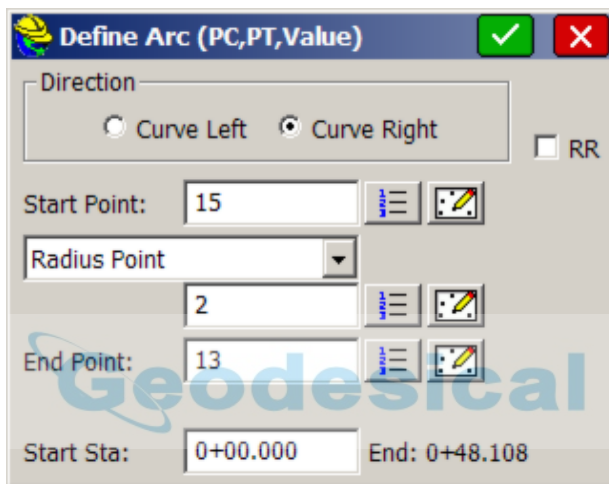 Define Arc (PC,PT,Value)
Direction
Curve Left Curve Right
RR
Start Point: 15
Radius Point
2
End Point: 13
Geodesical
Start Sta: 0+00.000 End: 0+48.108